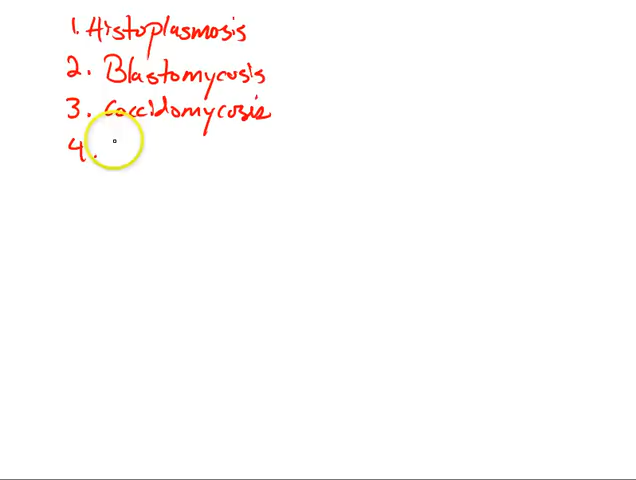 1. Histoplasmosis
2. Blastomycosis
3. Coccidomycosis
4.